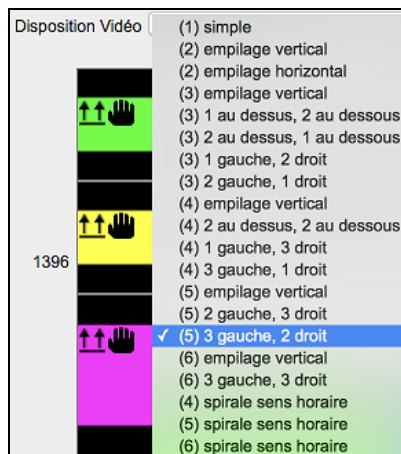 Disposition Vidéo
(1) simple
(2) empilage vertical
(2) empilage horizontal
(3) empilage vertical
(3) 1 au dessus, 2 au dessous
(3) 2 au dessus, 1 au dessous
(3) 1 gauche, 2 droit
(3) 2 gauche, 1 droit
(4) empilage vertical
(4) 2 au dessus, 2 au dessous
(4) 1 gauche, 3 droit
(4) 3 gauche, 1 droit
(5) empilage vertical
(5) 2 gauche, 3 droit
✓ (5) 3 gauche, 2 droit
(6) empilage vertical
(6) 3 gauche, 3 droit
(4) spirale sens horaire
(5) spirale sens horaire
(6) spirale sens horaire
1396